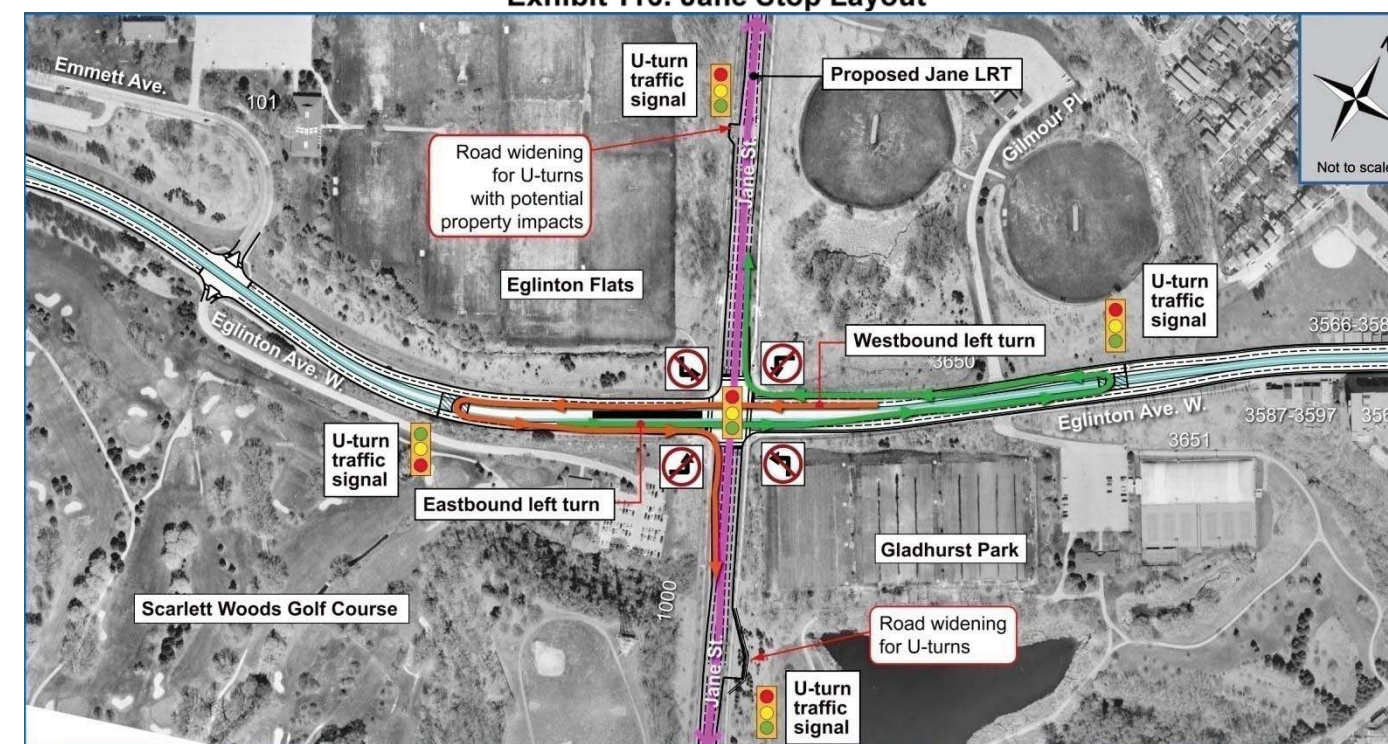 Exhibit 110: Jane Stop Layout
Emmett Ave.
101
U-turn
traffic
signal
Proposed Jane LRT
Gilmour Pl.
Not to scale
Road widening
for U-turns
with potential
property impacts
Jane St.
Eglinton Flats
U-turn
traffic
signal
3566-358
Westbound left turn
3650
Eglinton Ave. W.
Eglinton Ave. W.
3587-3597
3651
U-turn
traffic
signal
Eastbound left turn
Gladhurst Park
Scarlett Woods Golf Course
1000
Road widening
for U-turns
Jane St.
U-turn
traffic
signal